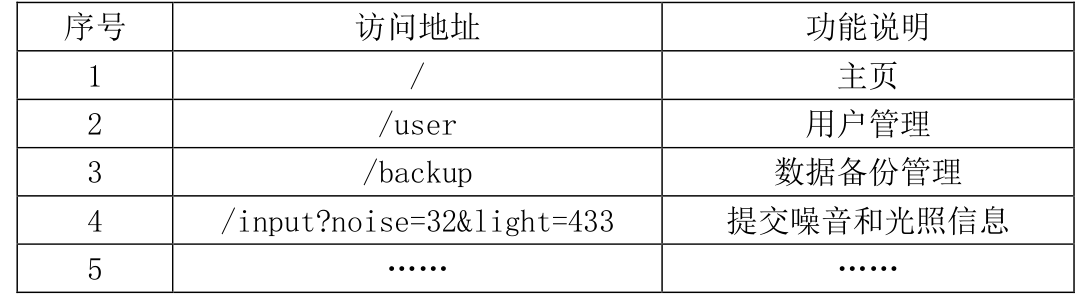 序号 访问地址 功能说明
1 / 主页
2 /user 用户管理
3 /backup 数据备份管理
4 /input?noise=32&light=433 提交噪音和光照信息
5 …… ……